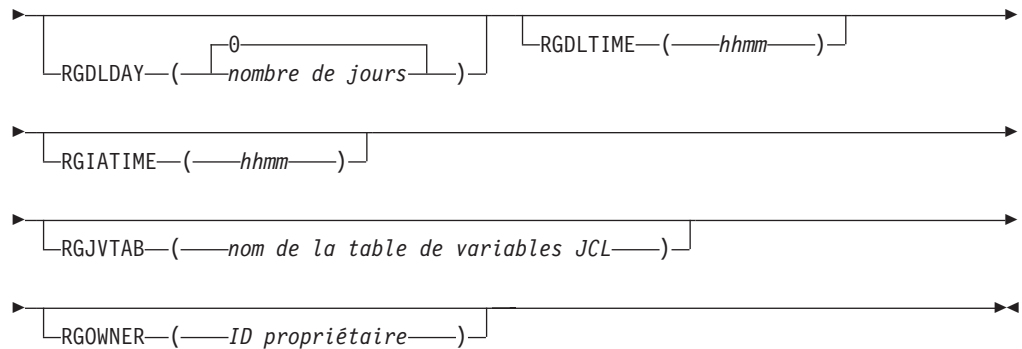 0
RGDLDAY ( nombre de jours ) RGDLTIME ( hhmm )
RGIATIME ( hhmm )
RGJVTAB ( nom de la table de variables JCL )
RGOWNER ( ID propriétaire )